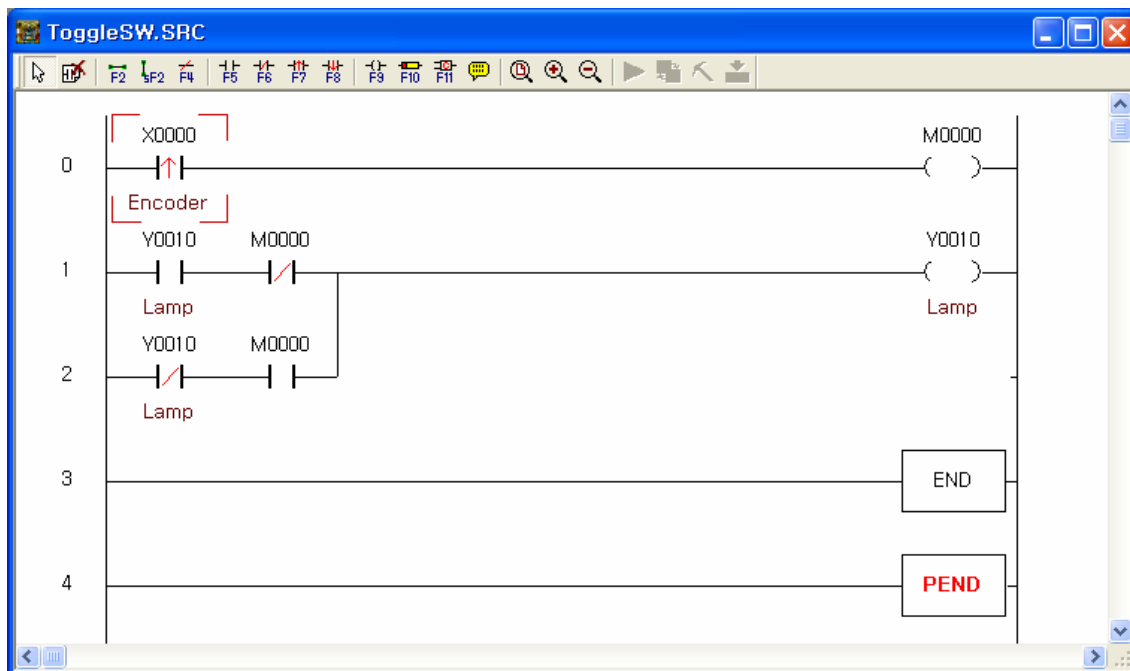 ToggleSW.SRC
F2 sF2 F4 F5 F6 F7 F8 F9 F10 F11
X0000 M0000
0
Encoder
Y0010 M0000 Y0010
1
Lamp Lamp
Y0010 M0000
2
Lamp
3 END
4 PEND